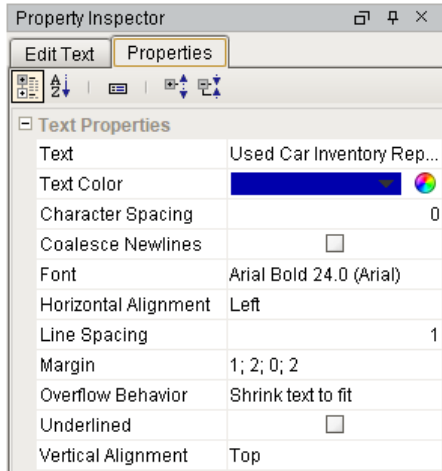 Property Inspector
Edit Text Properties
Text Properties
Text Used Car Inventory Rep...
Text Color
Character Spacing 0
Coalesce Newlines
Font Arial Bold 24.0 (Arial)
Horizontal Alignment Left
Line Spacing 1
Margin 1; 2; 0; 2
Overflow Behavior Shrink text to fit
Underlined
Vertical Alignment Top